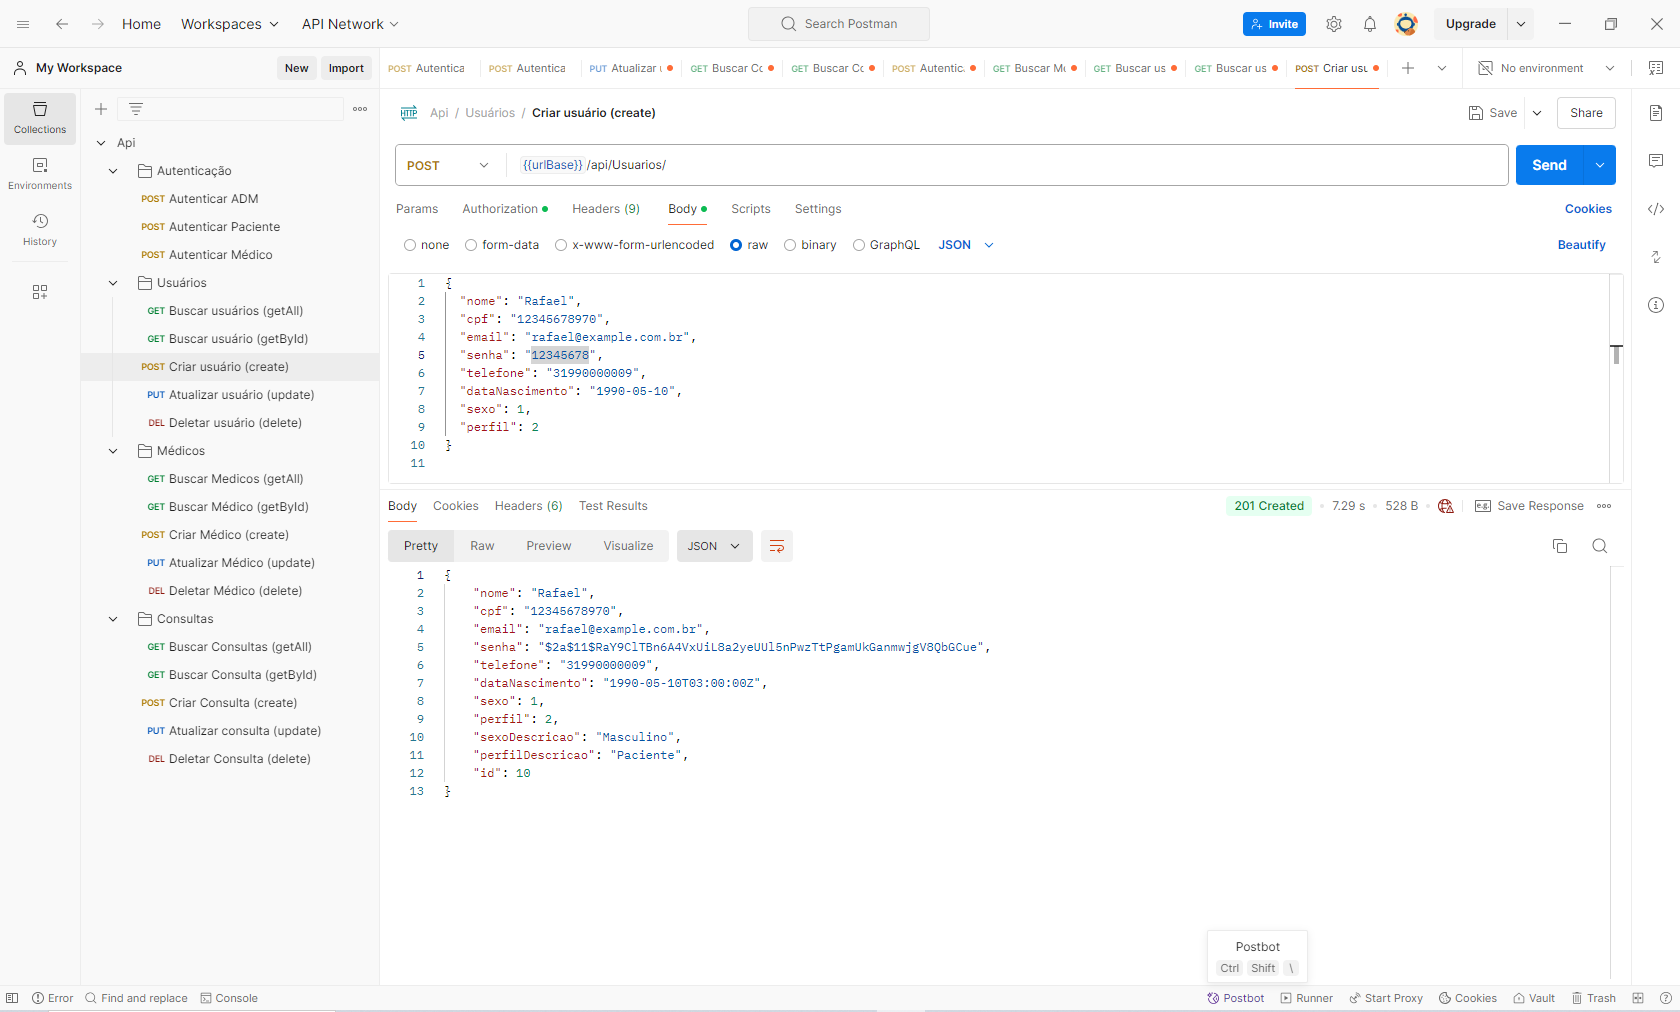 Home Workspaces API Network Search Postman Invite Upgrade
My Workspace New Import
POST Autentica POST Autentica PUT Atualizar GET Buscar Co GET Buscar Co POST Autentic GET Buscar Me GET Buscar us GET Buscar us POST Criar usu No environment
Collections
Environments
History
Api
Autenticação
POST Autenticar ADM
POST Autenticar Paciente
POST Autenticar Médico
Usuários
GET Buscar usuários (getAll)
GET Buscar usuário (getById)
POST Criar usuário (create)
PUT Atualizar usuário (update)
DEL Deletar usuário (delete)
Médicos
GET Buscar Medicos (getAll)
GET Buscar Médico (getById)
POST Criar Médico (create)
PUT Atualizar Médico (update)
DEL Deletar Médico (delete)
Consultas
GET Buscar Consultas (getAll)
GET Buscar Consulta (getById)
POST Criar Consulta (create)
PUT Atualizar consulta (update)
DEL Deletar Consulta (delete)
HTTP Api / Usuários / Criar usuário (create) Save Share
POST {{urlBase}} /api/Usuarios/ Send
Params Authorization Headers (9) Body Scripts Settings Cookies
none form-data x-www-form-urlencoded raw binary GraphQL JSON Beautify
1 {
2 "nome": "Rafael",
3 "cpf": "12345678970",
4 "email": "rafael@example.com.br",
5 "senha": "12345678",
6 "telefone": "31990000009",
7 "dataNascimento": "1990-05-10",
8 "sexo": 1,
9 "perfil": 2
10 }
11
Body Cookies Headers (6) Test Results 201 Created 7.29 s 528 B e.g. Save Response
Pretty Raw Preview Visualize JSON
1 {
2 "nome": "Rafael",
3 "cpf": "12345678970",
4 "email": "rafael@example.com.br",
5 "senha": "$2a$11$RaY9ClTBn6A4VxUiL8a2yeUUl5nPwzTtPgamUkGanmwjgV8QbGCue",
6 "telefone": "31990000009",
7 "dataNascimento": "1990-05-10T03:00:00Z",
8 "sexo": 1,
9 "perfil": 2,
10 "sexoDescricao": "Masculino",
11 "perfilDescricao": "Paciente",
12 "id": 10
13 }
Postbot
Ctrl Shift \
Error Find and replace Console Postbot Runner Start Proxy Cookies Vault Trash